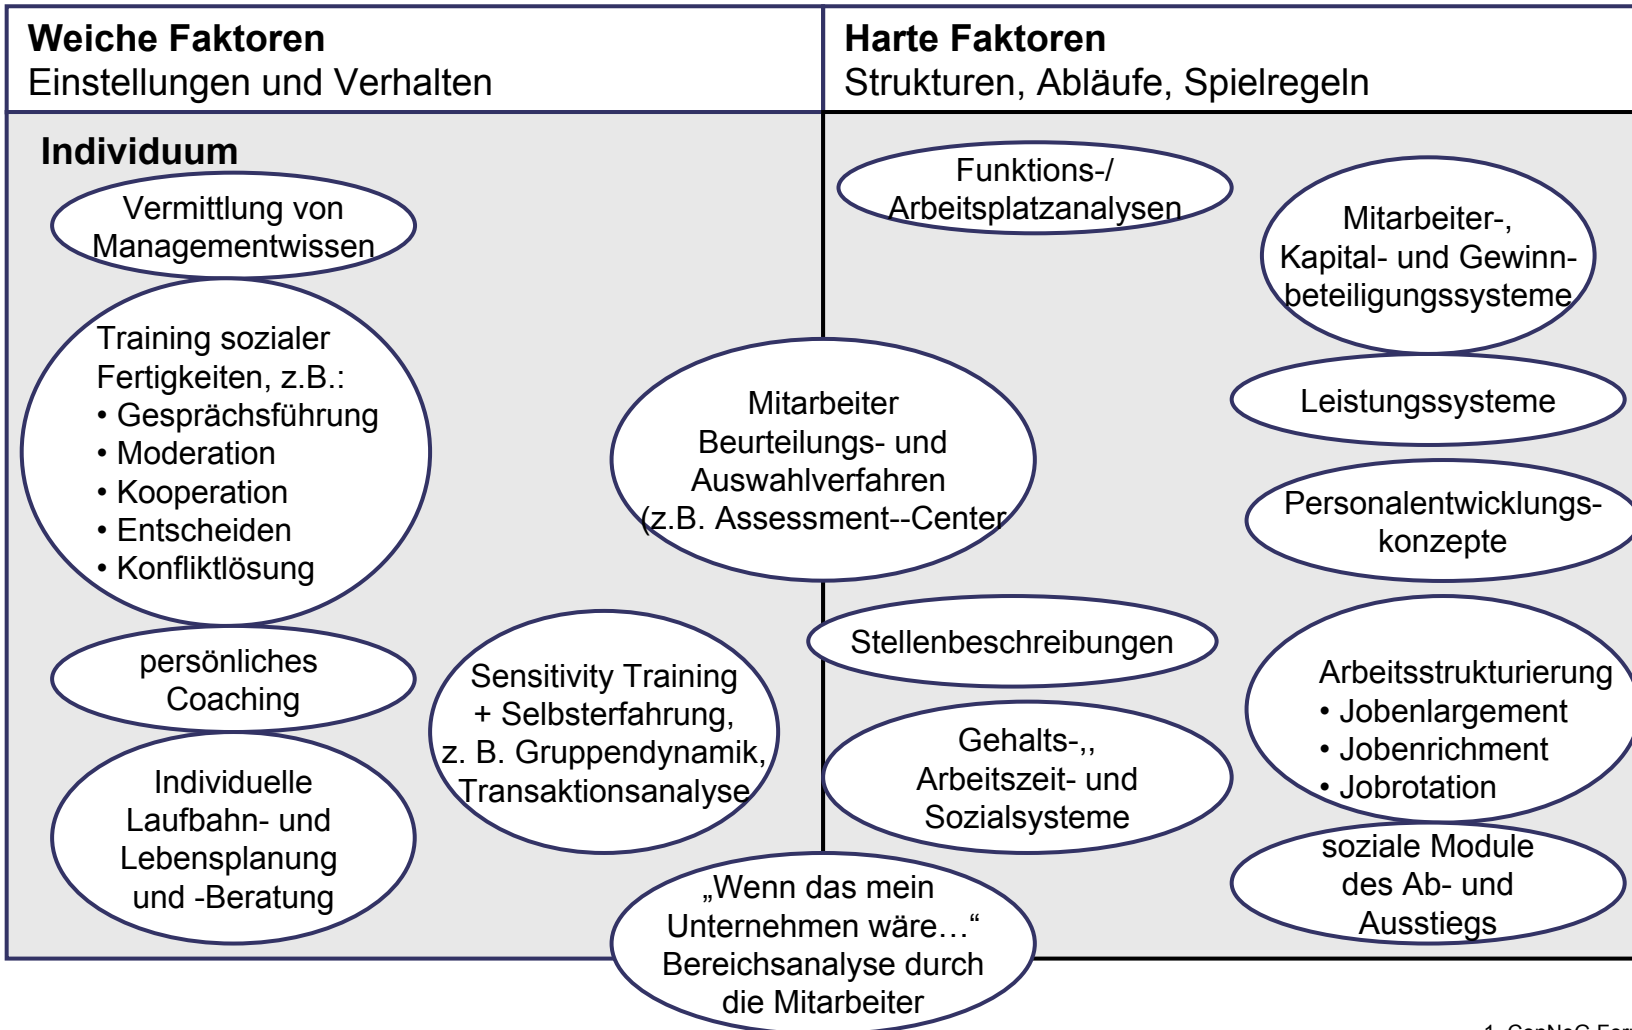 Weiche Faktoren
Einstellungen und Verhalten
Harte Faktoren
Strukturen, Abläufe, Spielregeln
Individuum
Vermittlung von
Managementwissen
Training sozialer
Fertigkeiten, z.B.:
• Gesprächsführung
• Moderation
• Kooperation
• Entscheiden
• Konfliktlösung
persönliches
Coaching
Individuelle
Laufbahn- und
Lebensplanung
und -Beratung
Sensitivity Training
+ Selbsterfahrung,
z. B. Gruppendynamik,
Transaktionsanalyse
Mitarbeiter
Beurteilungs- und
Auswahlverfahren
(z.B. Assessment--Center
„Wenn das mein
Unternehmen wäre…“
Bereichsanalyse durch
die Mitarbeiter
Funktions-/
Arbeitsplatzanalysen
Stellenbeschreibungen
Gehalts-,,
Arbeitszeit- und
Sozialsysteme
Mitarbeiter-,
Kapital- und Gewinn-
beteiligungssysteme
Leistungssysteme
Personalentwicklungs-
konzepte
Arbeitsstrukturierung
• Jobenlargement
• Jobenrichment
• Jobrotation
soziale Module
des Ab- und
Ausstiegs